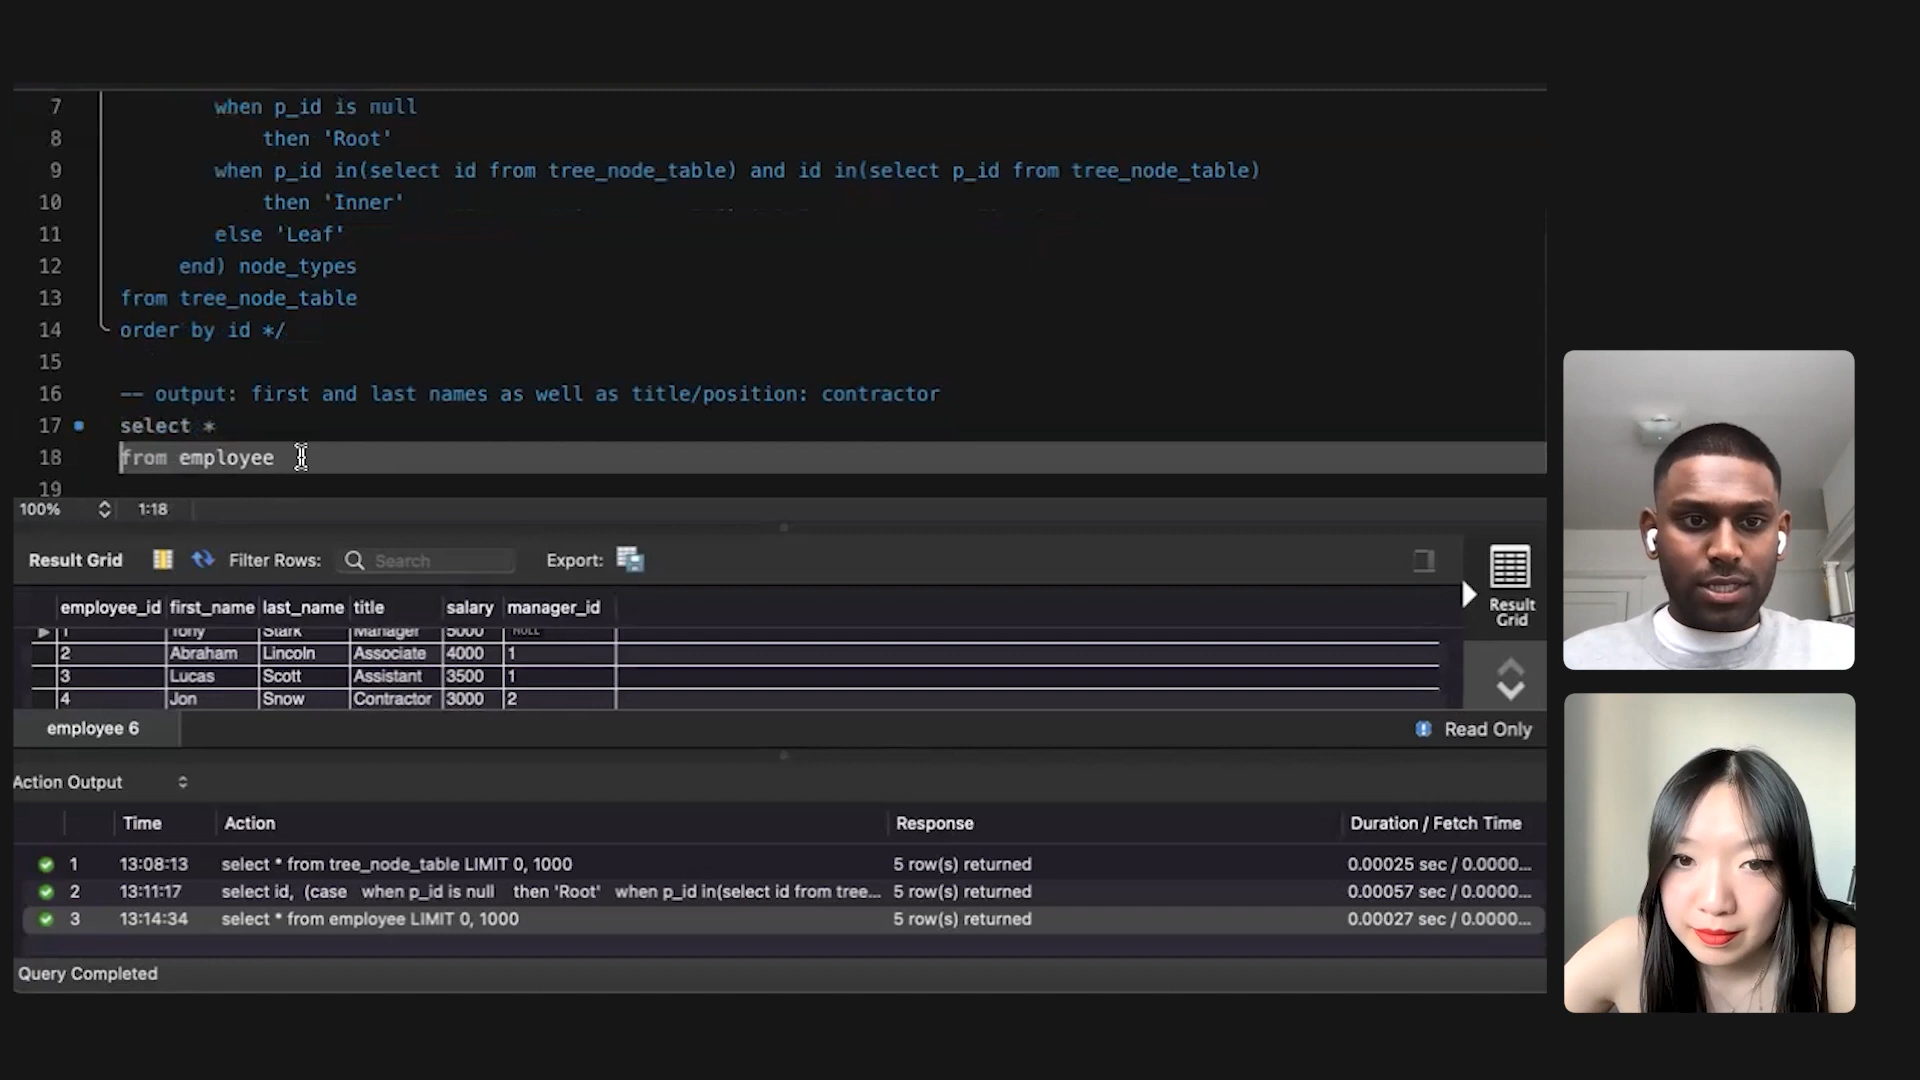 7 when p_id is null
8 then 'Root'
9 when p_id in(select id from tree_node_table) and id in(select p_id from tree_node_table)
10 then 'Inner'
11 else 'Leaf'
12 end) node_types
13 from tree_node_table
14 order by id */
15
16 -- output: first and last names as well as title/position: contractor
17 select *
18 from employee
19
100% 1:18
Result Grid Filter Rows: Search Export:
Result Grid
employee_id first_name last_name title salary manager_id
1 Tony Stark Manager 5000 NULL
2 Abraham Lincoln Associate 4000 1
3 Lucas Scott Assistant 3500 1
4 Jon Snow Contractor 3000 2
employee 6 Read Only
Action Output
Time Action Response Duration / Fetch Time
1 13:08:13 select * from tree_node_table LIMIT 0, 1000 5 row(s) returned 0.00025 sec / 0.0000...
2 13:11:17 select id, (case when p_id is null then 'Root' when p_id in(select id from tree... 5 row(s) returned 0.00057 sec / 0.0000...
3 13:14:34 select * from employee LIMIT 0, 1000 5 row(s) returned 0.00027 sec / 0.0000...
Query Completed